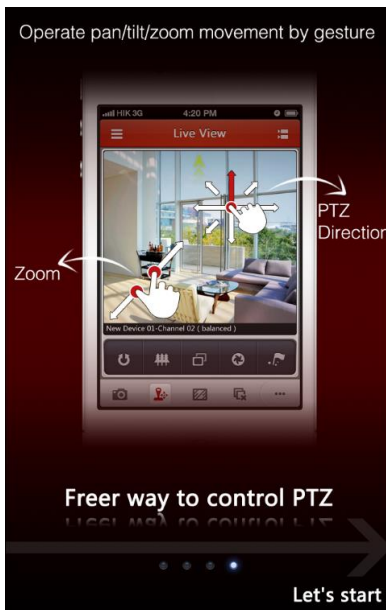 Operate pan/tilt/zoom movement by gesture
HIK 3G 4:20 PM
Live View
PTZ
Direction
Zoom
New Device 01-Channel 02 ( balanced )
Freer way to control PTZ
Let's start